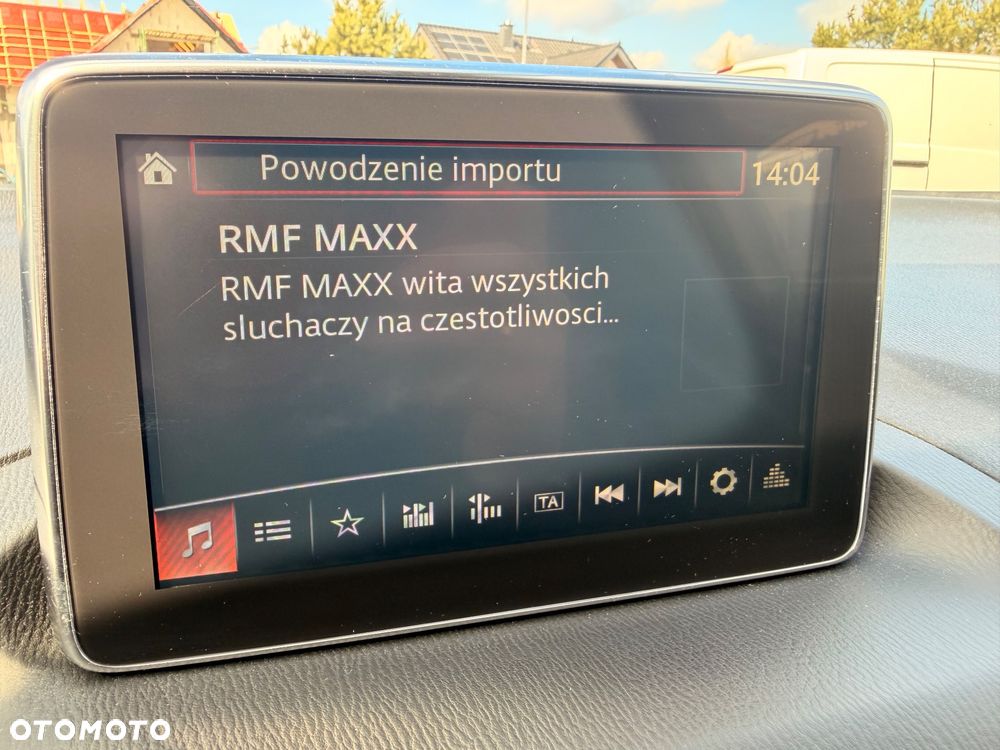 Powodzenie importu
14:04
RMF MAXX
RMF MAXX wita wszystkich
sluchaczy na czestotliwosci...
TA
OTOMOTO